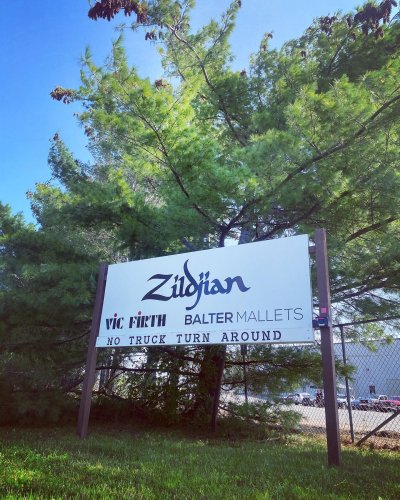 Zildjian
VIC FIRTH BALTER MALLETS
NO TRUCK TURN AROUND